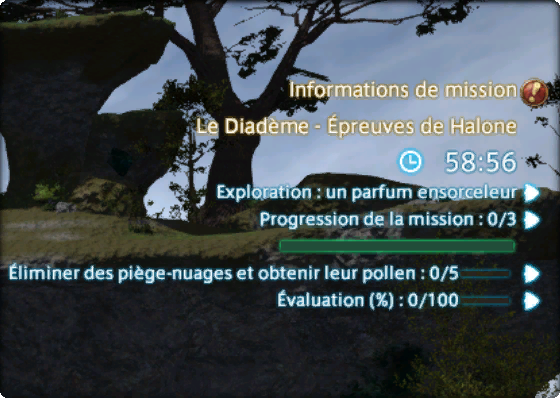 Informations de mission
Le Diadème - Épreuves de Halone
58:56
Exploration : un parfum ensorceleur
Progression de la mission : 0/3
Éliminer des piège-nuages et obtenir leur pollen : 0/5
Évaluation (%) : 0/100